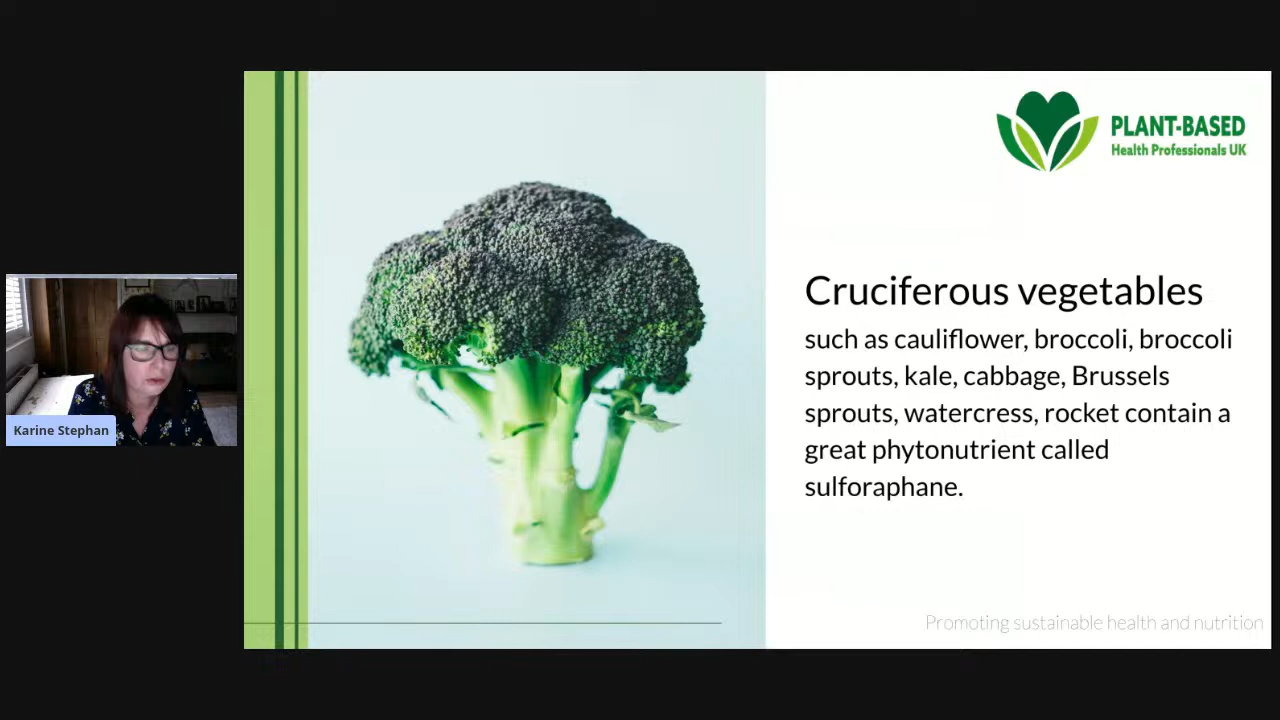 PLANT-BASED
Health Professionals UK
Cruciferous vegetables
such as cauliflower, broccoli, broccoli
sprouts, kale, cabbage, Brussels
sprouts, watercress, rocket contain a
great phytonutrient called
sulforaphane.
Karine Stephan
Promoting sustainable health and nutrition